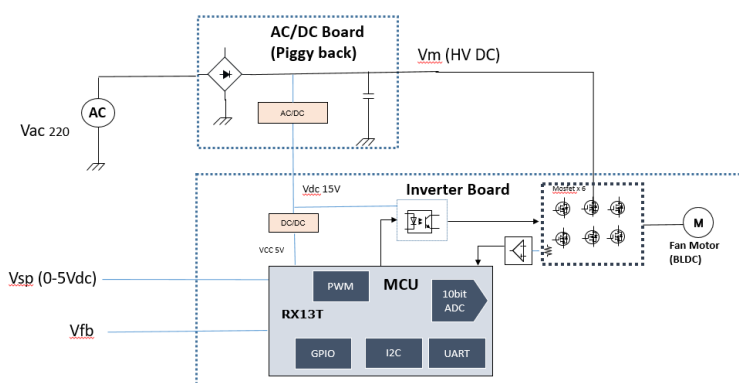 AC/DC Board
(Piggy back)
Vm (HV DC)
AC
AC/DC
Vac 220
Vdc 15V
Inverter Board
Mosfet x 6
DC/DC
VCC 5V
M
Fan Motor
(BLDC)
Vsp (0-5Vdc)
PWM
MCU
10bit
ADC
RX13T
Vfb
GPIO
I2C
UART